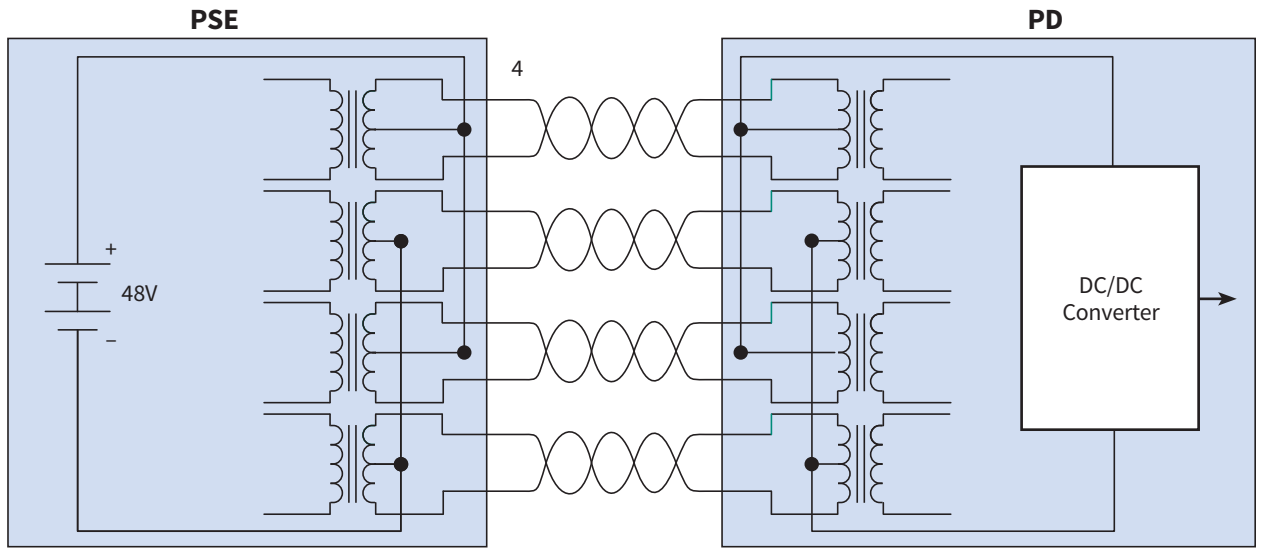 PSE
PD
4
+
48V
–
DC/DC
Converter